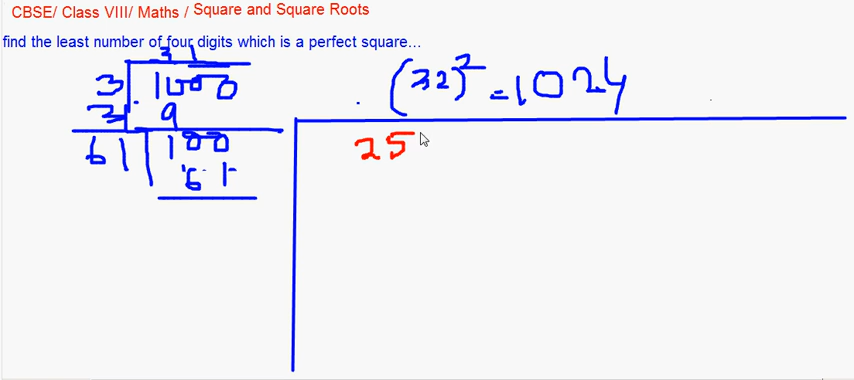 CBSE/ Class VIII/ Maths / Square and Square Roots
find the least number of four digits which is a perfect square...
31
3 1000
3 9
61 100
61
(32)² = 1024
25